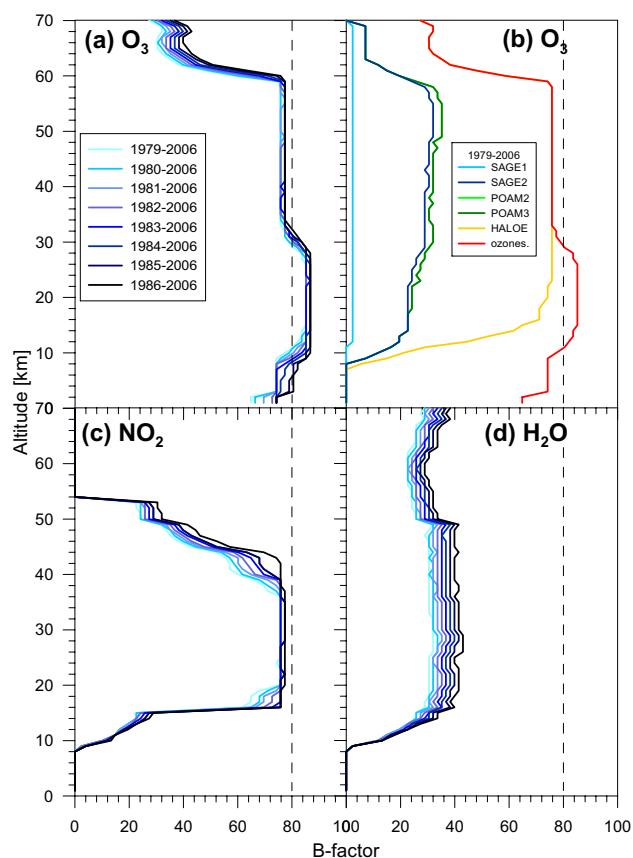 (a) O3
70
60
50
40
30
20
10
1979-2006
1980-2006
1981-2006
1982-2006
1983-2006
1984-2006
1985-2006
1986-2006
(b) O3
1979-2006
SAGE1
SAGE2
POAM2
POAM3
HALOE
ozones.
Altitude [km]
(c) NO2
70
60
50
40
30
20
10
0
0
20
40
60
80
(d) H2O
100
20
40
60
80
100
B-factor